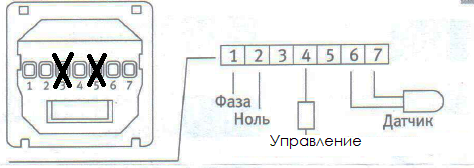 1 2 3 4 5 6 7
1 2 3 4 5 6 7
Фаза
Ноль
Управление
Датчик